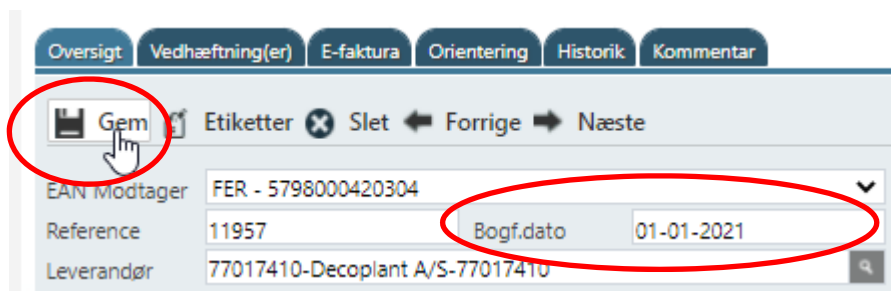 Oversigt Vedhæftning(er) E-faktura Orientering Historik Kommentar
Gem Etiketter Slet Forrige Næste
EAN Modtager FER - 5798000420304
Reference 11957 Bogf.dato 01-01-2021
Leverandør 77017410-Decoplant A/S-77017410